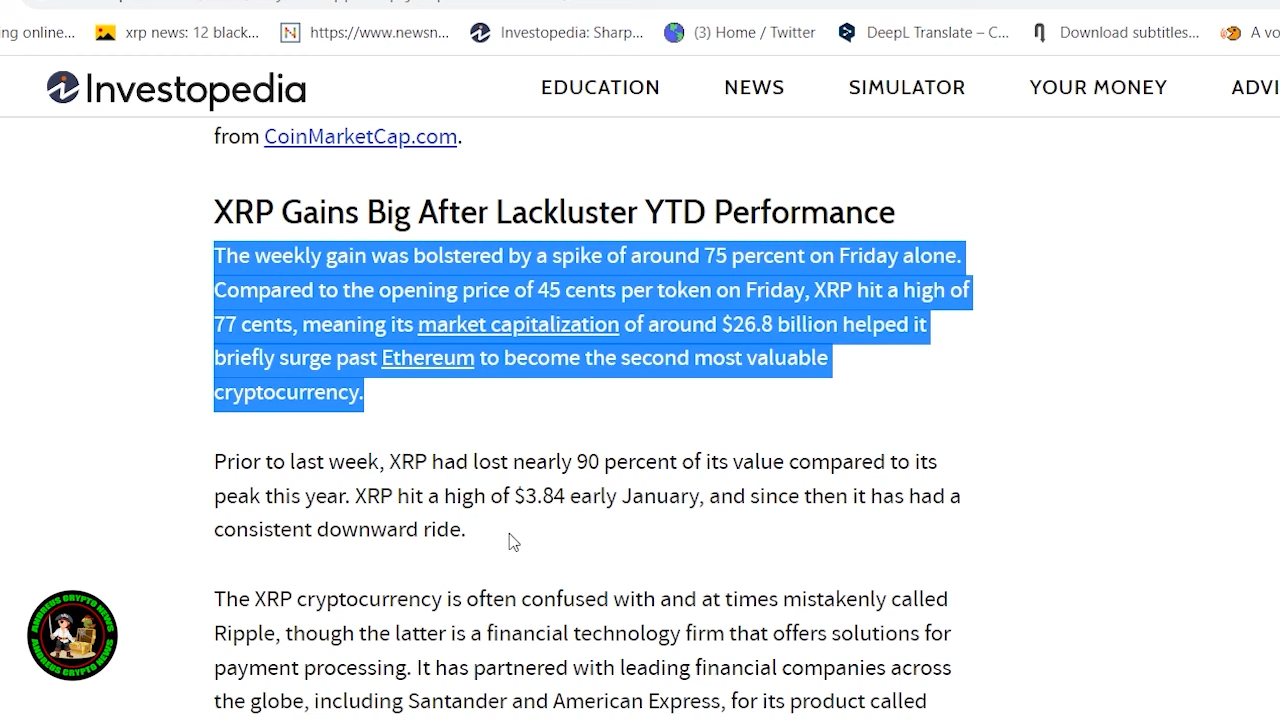 ng online...
xrp news: 12 black...
https://www.newsn...
Investopedia: Sharp...
(3) Home / Twitter
DeepL Translate – C...
Download subtitles...
A vo
Investopedia
EDUCATION
NEWS
SIMULATOR
YOUR MONEY
ADVI
from CoinMarketCap.com.
XRP Gains Big After Lackluster YTD Performance
The weekly gain was bolstered by a spike of around 75 percent on Friday alone.
Compared to the opening price of 45 cents per token on Friday, XRP hit a high of
77 cents, meaning its market capitalization of around $26.8 billion helped it
briefly surge past Ethereum to become the second most valuable
cryptocurrency.
Prior to last week, XRP had lost nearly 90 percent of its value compared to its
peak this year. XRP hit a high of $3.84 early January, and since then it has had a
consistent downward ride.
The XRP cryptocurrency is often confused with and at times mistakenly called
Ripple, though the latter is a financial technology firm that offers solutions for
payment processing. It has partnered with leading financial companies across
the globe, including Santander and American Express, for its product called
ANDREUS CRYPTO NEWS
ANDREUS CRYPTO NEWS